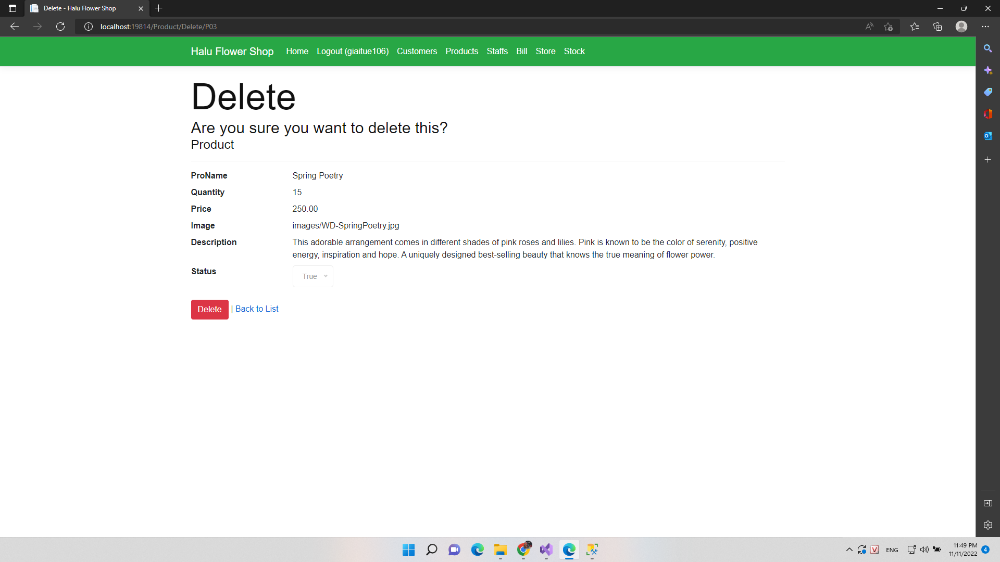 Delete - Halu Flower Shop
localhost:19814/Product/Delete/P03
Halu Flower Shop Home Logout (giaitue106) Customers Products Staffs Bill Store Stock
Delete
Are you sure you want to delete this?
Product
ProName Spring Poetry
Quantity 15
Price 250.00
Image images/WD-SpringPoetry.jpg
Description This adorable arrangement comes in different shades of pink roses and lilies. Pink is known to be the color of serenity, positive
energy, inspiration and hope. A uniquely designed best-selling beauty that knows the true meaning of flower power.
Status True
Delete | Back to List
ENG
11:49 PM
11/11/2022
4